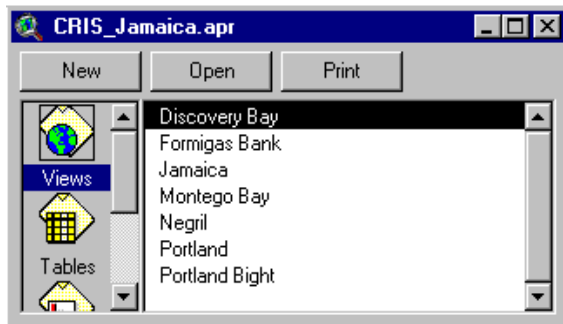 CRIS_Jamaica.apr
New Open Print
Views
Tables
Discovery Bay
Formigas Bank
Jamaica
Montego Bay
Negril
Portland
Portland Bight